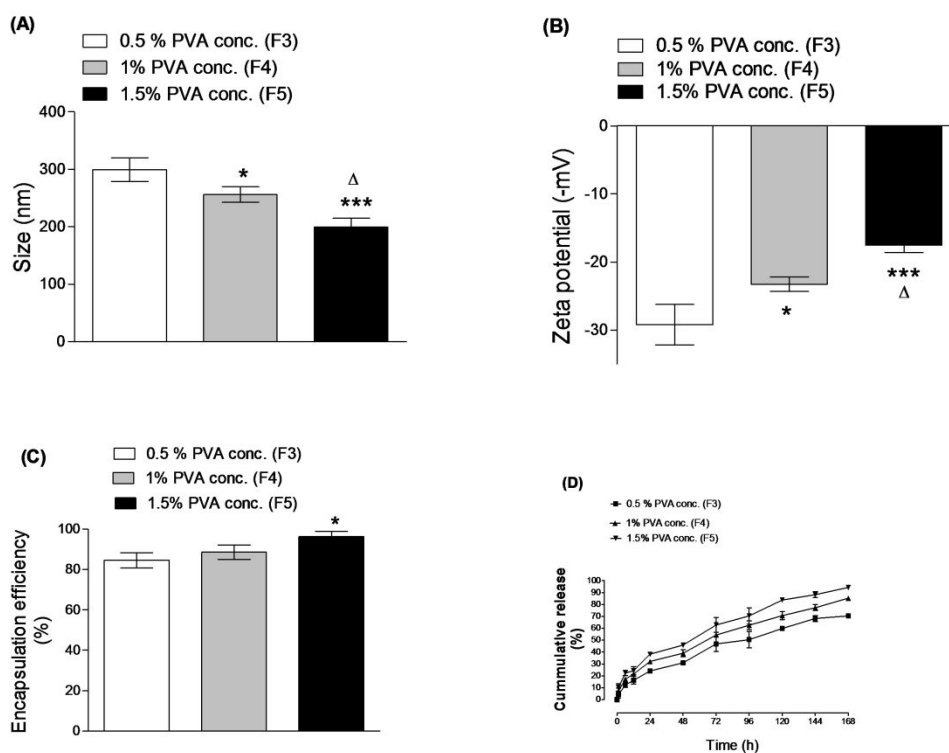 (A)
0.5 % PVA conc. (F3)
1% PVA conc. (F4)
1.5% PVA conc. (F5)
400
300
200
100
0
Size (nm)
*
Δ
***
(B)
0.5 % PVA conc. (F3)
1% PVA conc. (F4)
1.5% PVA conc. (F5)
0
-10
-20
-30
Zeta potential (-mV)
*
***
Δ
(C)
0.5 % PVA conc. (F3)
1% PVA conc. (F4)
1.5% PVA conc. (F5)
100
80
60
40
20
0
Encapsulation efficiency
(%)
*
(D)
0.5 % PVA conc. (F3)
1% PVA conc. (F4)
1.5% PVA conc. (F5)
100
90
80
70
60
50
40
30
20
10
0
Cummulative release
(%)
0 24 48 72 96 120 144 168
Time (h)